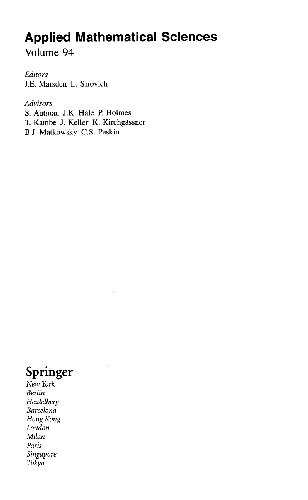 Applied Mathematical Sciences
Volume 94
Editors
J.E. Marsden L. Sirovich
Advisors
S. Antman J.K. Hale P. Holmes
T. Kambe J. Keller K. Kirchgässner
B.J. Matkowsky C.S. Peskin
Springer
New York
Berlin
Heidelberg
Barcelona
Hong Kong
London
Milan
Paris
Singapore
Tokyo